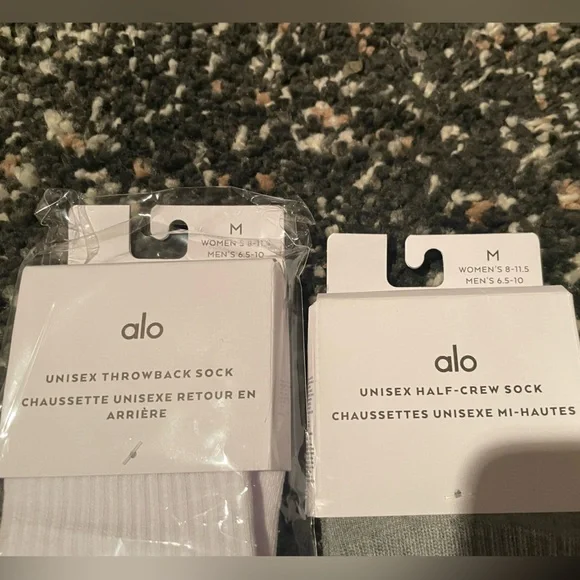 M
WOMEN'S 8-11.5
MEN'S 6.5-10
alo
UNISEX THROWBACK SOCK
CHAUSSETTE UNISEXE RETOUR EN
ARRIÈRE
M
WOMEN'S 8-11.5
MEN'S 6.5-10
alo
UNISEX HALF-CREW SOCK
CHAUSSETTES UNISEXE MI-HAUTES